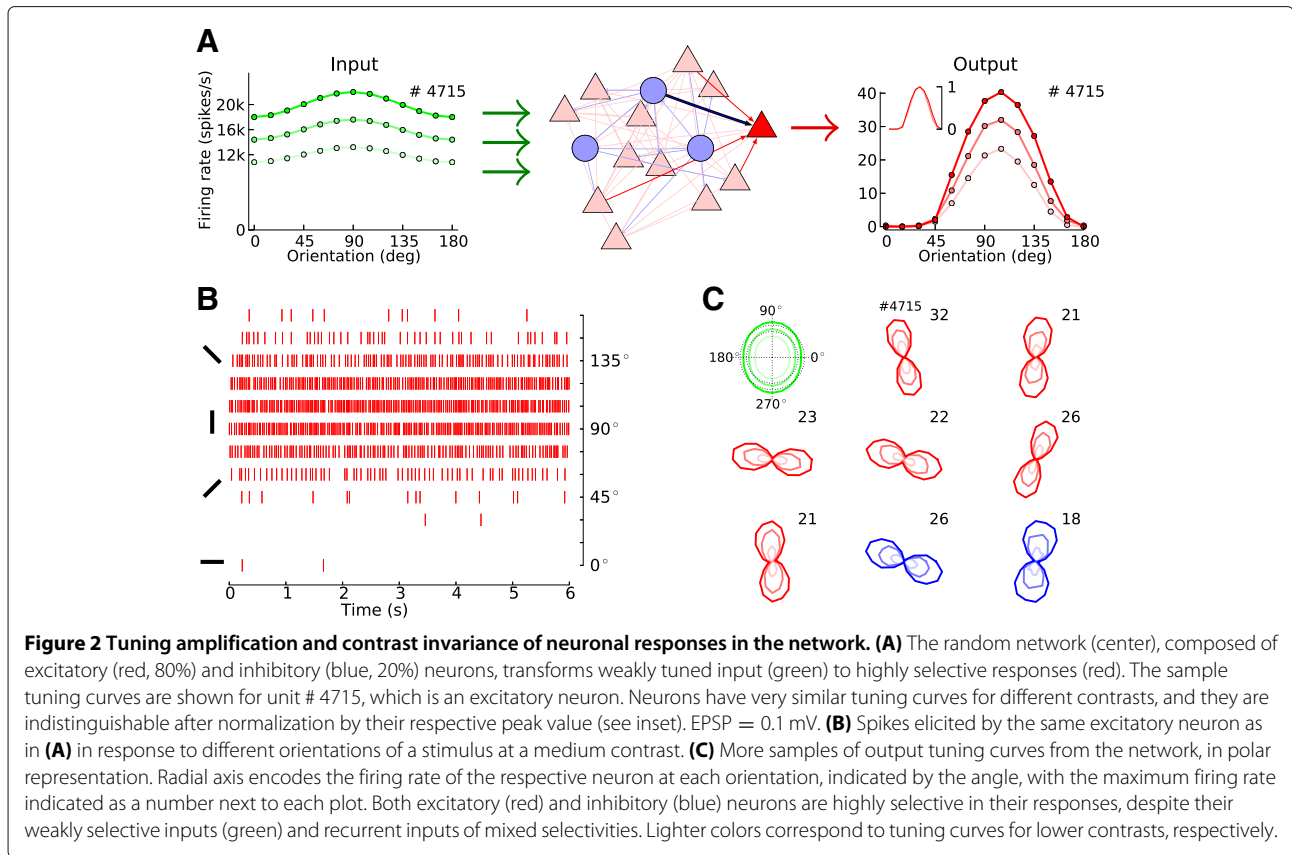 A
Input
Output
Firing rate (spikes/s)
20k
16k
12k
0
# 4715
0 45 90 135 180
Orientation (deg)
40
30
20
10
0
1
0
# 4715
0 45 90 135 180
Orientation (deg)
B
135°
90°
45°
0°
0 1 2 3 4 5 6
Time (s)
C
90°
180° 0°
270°
#4715
32
21
23
22
26
21
26
18
Figure 2 Tuning amplification and contrast invariance of neuronal responses in the network. (A) The random network (center), composed of
excitatory (red, 80%) and inhibitory (blue, 20%) neurons, transforms weakly tuned input (green) to highly selective responses (red). The sample
tuning curves are shown for unit # 4715, which is an excitatory neuron. Neurons have very similar tuning curves for different contrasts, and they are
indistinguishable after normalization by their respective peak value (see inset). EPSP = 0.1 mV. (B) Spikes elicited by the same excitatory neuron as
in (A) in response to different orientations of a stimulus at a medium contrast. (C) More samples of output tuning curves from the network, in polar
representation. Radial axis encodes the firing rate of the respective neuron at each orientation, indicated by the angle, with the maximum firing rate
indicated as a number next to each plot. Both excitatory (red) and inhibitory (blue) neurons are highly selective in their responses, despite their
weakly selective inputs (green) and recurrent inputs of mixed selectivities. Lighter colors correspond to tuning curves for lower contrasts, respectively.